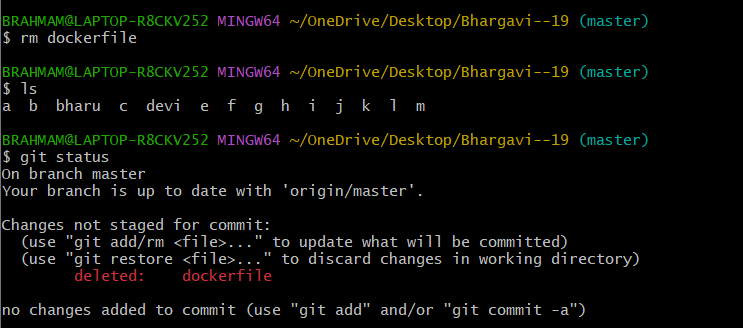 BRAHMAM@LAPTOP-R8CKV252 MINGW64 ~/OneDrive/Desktop/Bhargavi--19 (master)
$ rm dockerfile
BRAHMAM@LAPTOP-R8CKV252 MINGW64 ~/OneDrive/Desktop/Bhargavi--19 (master)
$ ls
a  b  bharu  c  devi  e  f  g  h  i  j  k  l  m
BRAHMAM@LAPTOP-R8CKV252 MINGW64 ~/OneDrive/Desktop/Bhargavi--19 (master)
$ git status
On branch master
Your branch is up to date with 'origin/master'.
Changes not staged for commit:
  (use "git add/rm <file>..." to update what will be committed)
  (use "git restore <file>..." to discard changes in working directory)
        deleted:    dockerfile
no changes added to commit (use "git add" and/or "git commit -a")